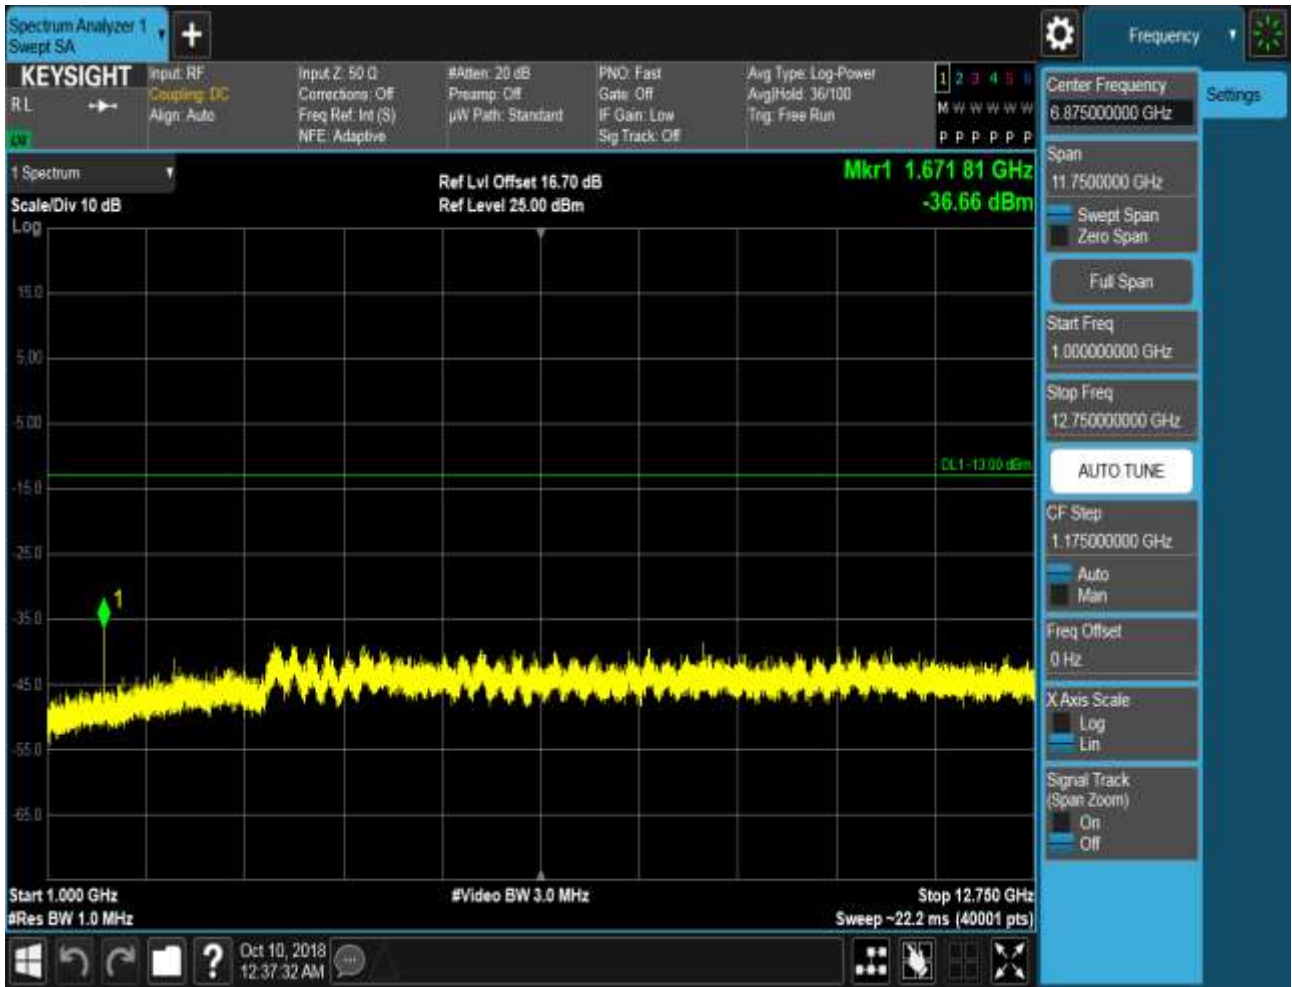 Spectrum Analyzer 1
Swept SA
Frequency
KEYSIGHT
RL
LXI
Input: RF
Coupling: DC
Align: Auto
Input Z: 50 Ω
Corrections: Off
Freq Ref: Int (S)
NFE: Adaptive
#Atten: 20 dB
Preamp: Off
µW Path: Standard
PNO: Fast
Gate: Off
IF Gain: Low
Sig Track: Off
Avg Type: Log-Power
Avg|Hold: 36/100
Trig: Free Run
1 2 3 4 5 6
M W W W W W
P P P P P P
1 Spectrum
Scale/Div 10 dB
Log
Ref Lvl Offset 16.70 dB
Ref Level 25.00 dBm
Mkr1 1.671 81 GHz
-36.66 dBm
15.0
5.00
-5.00
DL1 -13.00 dBm
-15.0
-25.0
1
-35.0
-45.0
-55.0
-65.0
Start 1.000 GHz
#Res BW 1.0 MHz
#Video BW 3.0 MHz
Stop 12.750 GHz
Sweep ~22.2 ms (40001 pts)
Center Frequency
6.875000000 GHz
Settings
Span
11.7500000 GHz
Swept Span
Zero Span
Full Span
Start Freq
1.000000000 GHz
Stop Freq
12.750000000 GHz
AUTO TUNE
CF Step
1.175000000 GHz
Auto
Man
Freq Offset
0 Hz
X Axis Scale
Log
Lin
Signal Track
(Span Zoom)
On
Off
?
Oct 10, 2018
12:37:32 AM